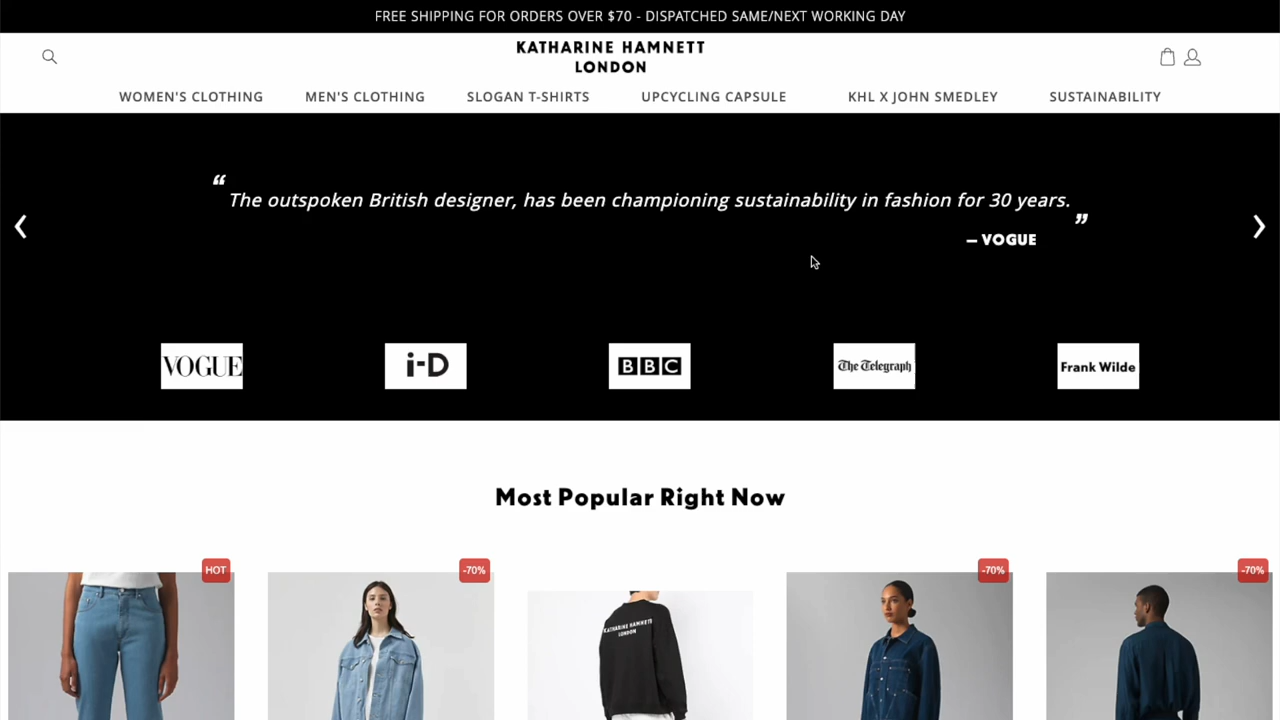 FREE SHIPPING FOR ORDERS OVER $70 - DISPATCHED SAME/NEXT WORKING DAY
KATHARINE HAMNETT
LONDON
WOMEN'S CLOTHING MEN'S CLOTHING SLOGAN T-SHIRTS UPCYCLING CAPSULE KHL X JOHN SMEDLEY SUSTAINABILITY
“ The outspoken British designer, has been championing sustainability in fashion for 30 years. ”
— VOGUE
VOGUE i-D BBC The Telegraph Frank Wilde
Most Popular Right Now
HOT -70% -70% -70%
KATHARINE HAMNETT
LONDON